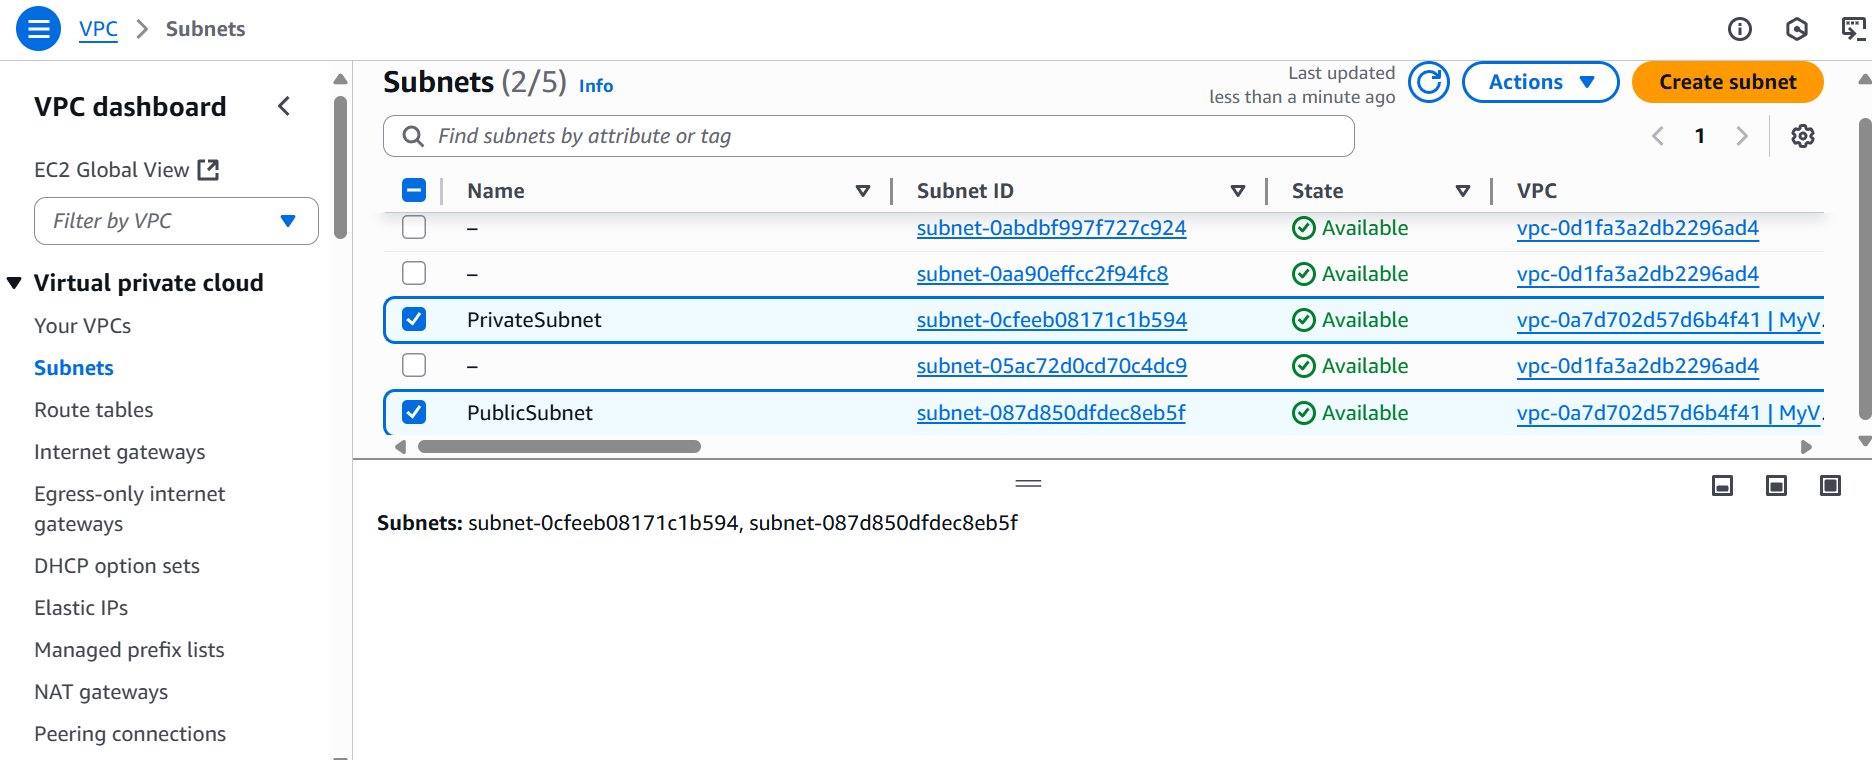 VPC > Subnets
VPC dashboard
EC2 Global View
Filter by VPC
Virtual private cloud
Your VPCs
Subnets
Route tables
Internet gateways
Egress-only internet
gateways
DHCP option sets
Elastic IPs
Managed prefix lists
NAT gateways
Peering connections
Subnets (2/5) Info
Last updated
less than a minute ago
Actions
Create subnet
Find subnets by attribute or tag
1
Name Subnet ID State VPC
– subnet-0abdbf997f727c924 Available vpc-0d1fa3a2db2296ad4
– subnet-0aa90effcc2f94fc8 Available vpc-0d1fa3a2db2296ad4
PrivateSubnet subnet-0cfeeb08171c1b594 Available vpc-0a7d702d57d6b4f41 | MyV
– subnet-05ac72d0cd70c4dc9 Available vpc-0d1fa3a2db2296ad4
PublicSubnet subnet-087d850dfdec8eb5f Available vpc-0a7d702d57d6b4f41 | MyV
Subnets: subnet-0cfeeb08171c1b594, subnet-087d850dfdec8eb5f